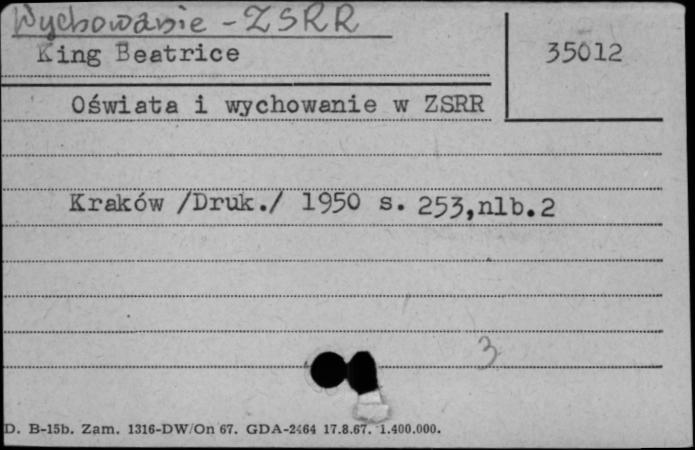 Wychowanie - ZSRR
King Beatrice
35012
Oświata i wychowanie w ZSRR
Kraków /Druk./ 1950 s. 253,nlb.2
3
D. B-15b. Zam. 1316-DW/On 67. GDA-2464 17.8.67. 1.400.000.